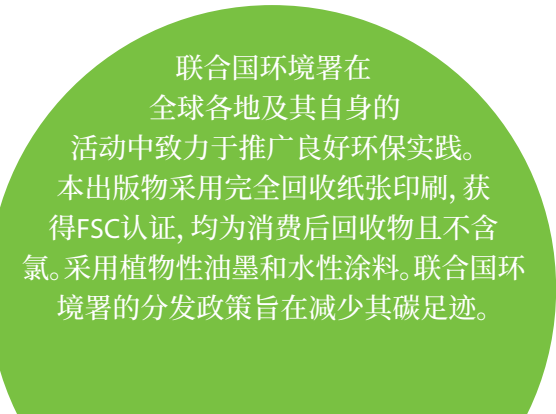 联合国环境署在
全球各地及其自身的
活动中致力于推广良好环保实践。
本出版物采用完全回收纸张印刷, 获
得FSC认证, 均为消费后回收物且不含
氯。采用植物性油墨和水性涂料。联合国环
境署的分发政策旨在减少其碳足迹。